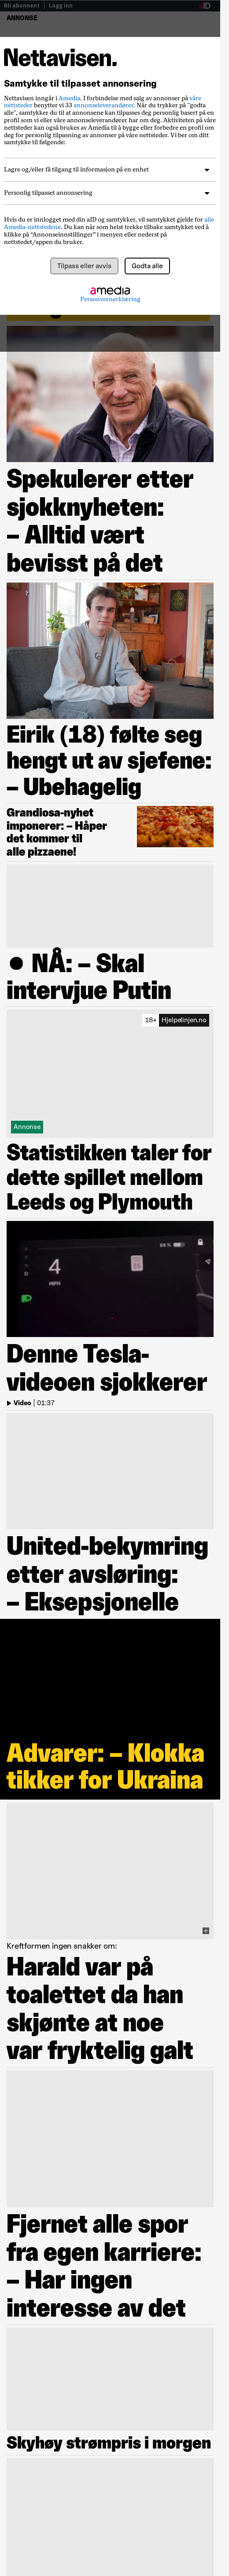 Bli abonnent | Logg inn
aID
ANNONSE
Nettavisen.
Samtykke til tilpasset annonsering
Nettavisen inngår i Amedia. I forbindelse med salg av annonser på våre
nettsteder benytter vi 33 annonseleverandører. Når du trykker på "godta
alle", samtykker du til at annonsene kan tilpasses deg personlig basert på en
profil som vi eller våre annonseleverandører har om deg. Aktiviteten din på våre
nettsteder kan også brukes av Amedia til å bygge eller forbedre en profil om
deg for personlig tilpasning av annonser på våre nettsteder. Vi ber om ditt
samtykke til følgende:
Lagre og/eller få tilgang til informasjon på en enhet
Personlig tilpasset annonsering
Hvis du er innlogget med din aID og samtykker, vil samtykket gjelde for alle
Amedia-nettstedene. Du kan når som helst trekke tilbake samtykket ved å
klikke på “Annonseinnstillinger” i menyen eller nederst på
nettstedet/appen du bruker.
Tilpass eller avvis
Godta alle
amedia
Personvernerklæring
Spekulerer etter
sjokknyheten:
– Alltid vært
bevisst på det
Eirik (18) følte seg
hengt ut av sjefene:
– Ubehagelig
Grandiosa-nyhet
imponerer: – Håper
det kommer til
alle pizzaene!
● NÅ: – Skal
intervjue Putin
18+ Hjelpelinjen.no
Annonse
Statistikken taler for
dette spillet mellom
Leeds og Plymouth
4
MPH
Denne Tesla-
videoen sjokkerer
Video | 01:37
United-bekymring
etter avsløring:
– Eksepsjonelle
Advarer: – Klokka
tikker for Ukraina
Kreftformen ingen snakker om:
Harald var på
toalettet da han
skjønte at noe
var fryktelig galt
Fjernet alle spor
fra egen karriere:
– Har ingen
interesse av det
Skyhøy strømpris i morgen